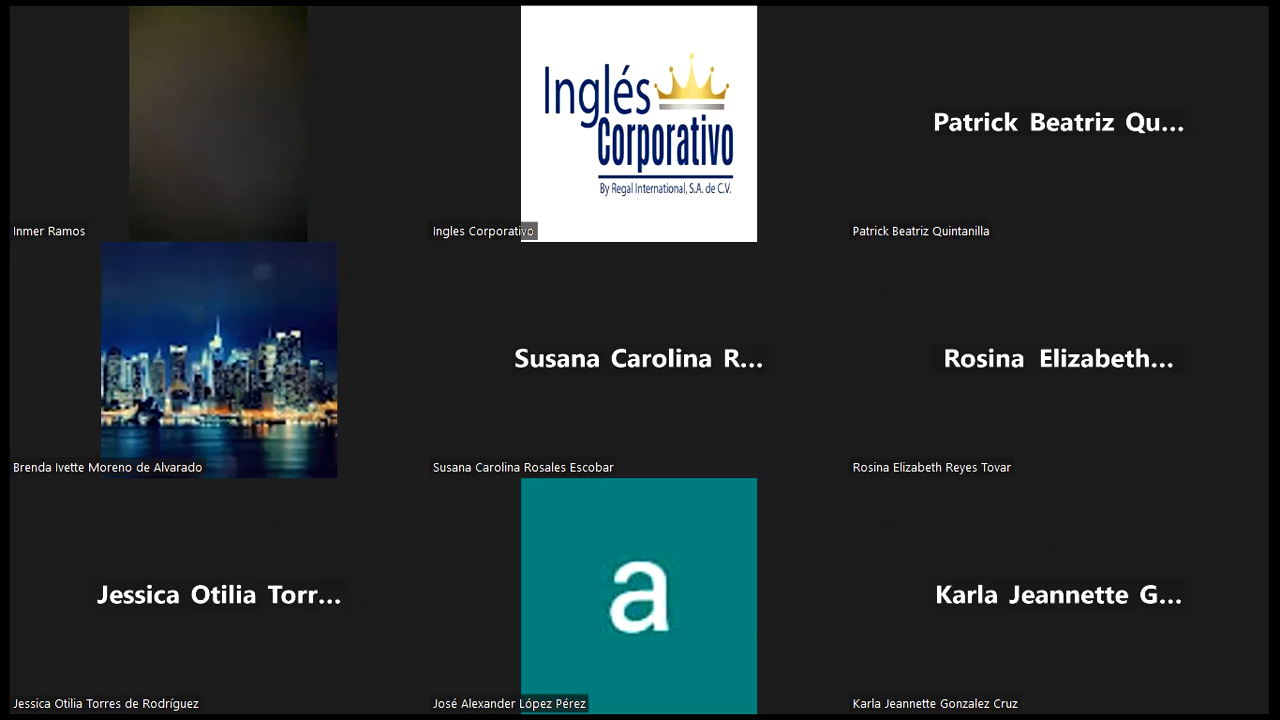 Inmer Ramos
Inglés
Corporativo
By Regal International, S.A. de C.V.
Ingles Corporativo
Patrick Beatriz Qu...
Patrick Beatriz Quintanilla
Brenda Ivette Moreno de Alvarado
Susana Carolina R...
Susana Carolina Rosales Escobar
Rosina Elizabeth...
Rosina Elizabeth Reyes Tovar
Jessica Otilia Torr...
Jessica Otilia Torres de Rodríguez
a
José Alexander López Pérez
Karla Jeannette G...
Karla Jeannette Gonzalez Cruz